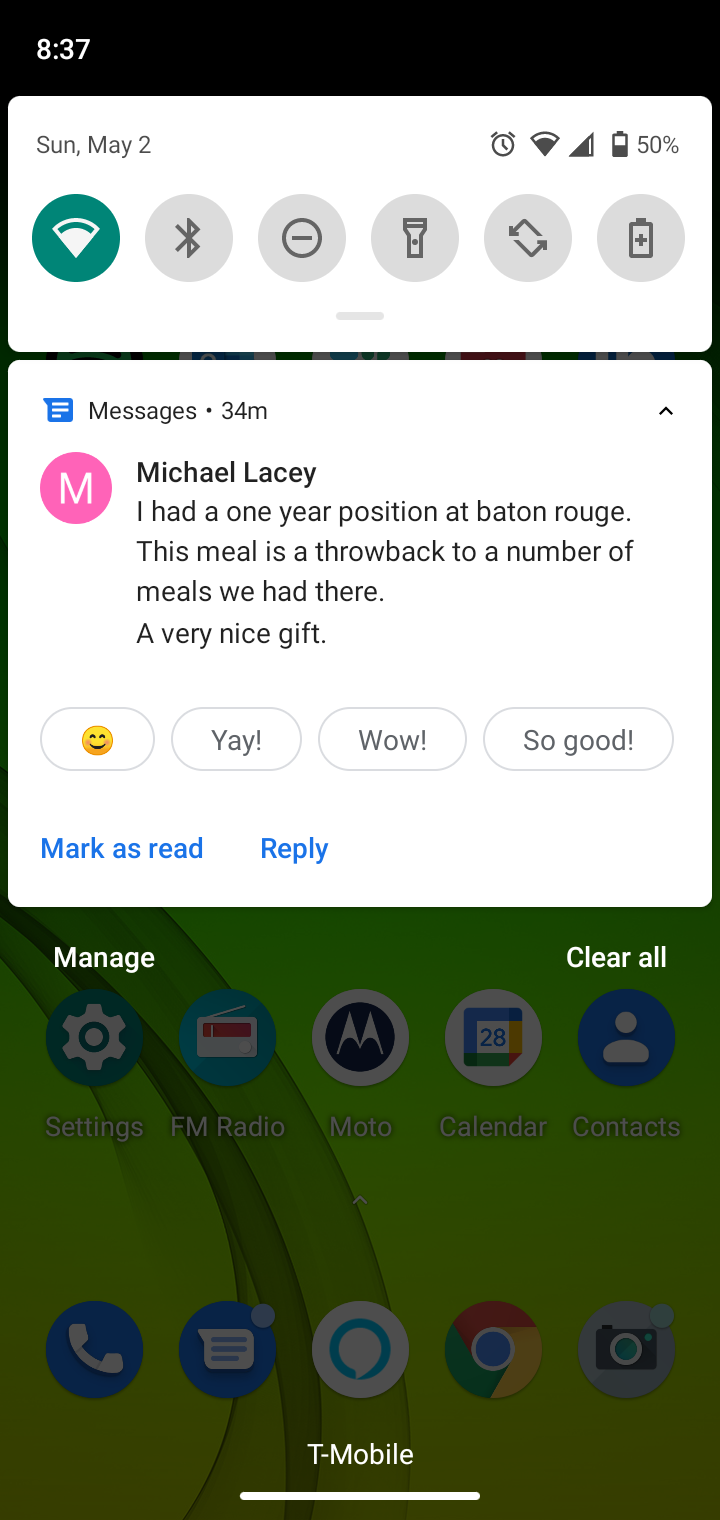 8:37
Sun, May 2
50%
Messages • 34m
M
Michael Lacey
I had a one year position at baton rouge.
This meal is a throwback to a number of
meals we had there.
A very nice gift.
😊 Yay! Wow! So good!
Mark as read Reply
Manage Clear all
28
Settings FM Radio Moto Calendar Contacts
T-Mobile